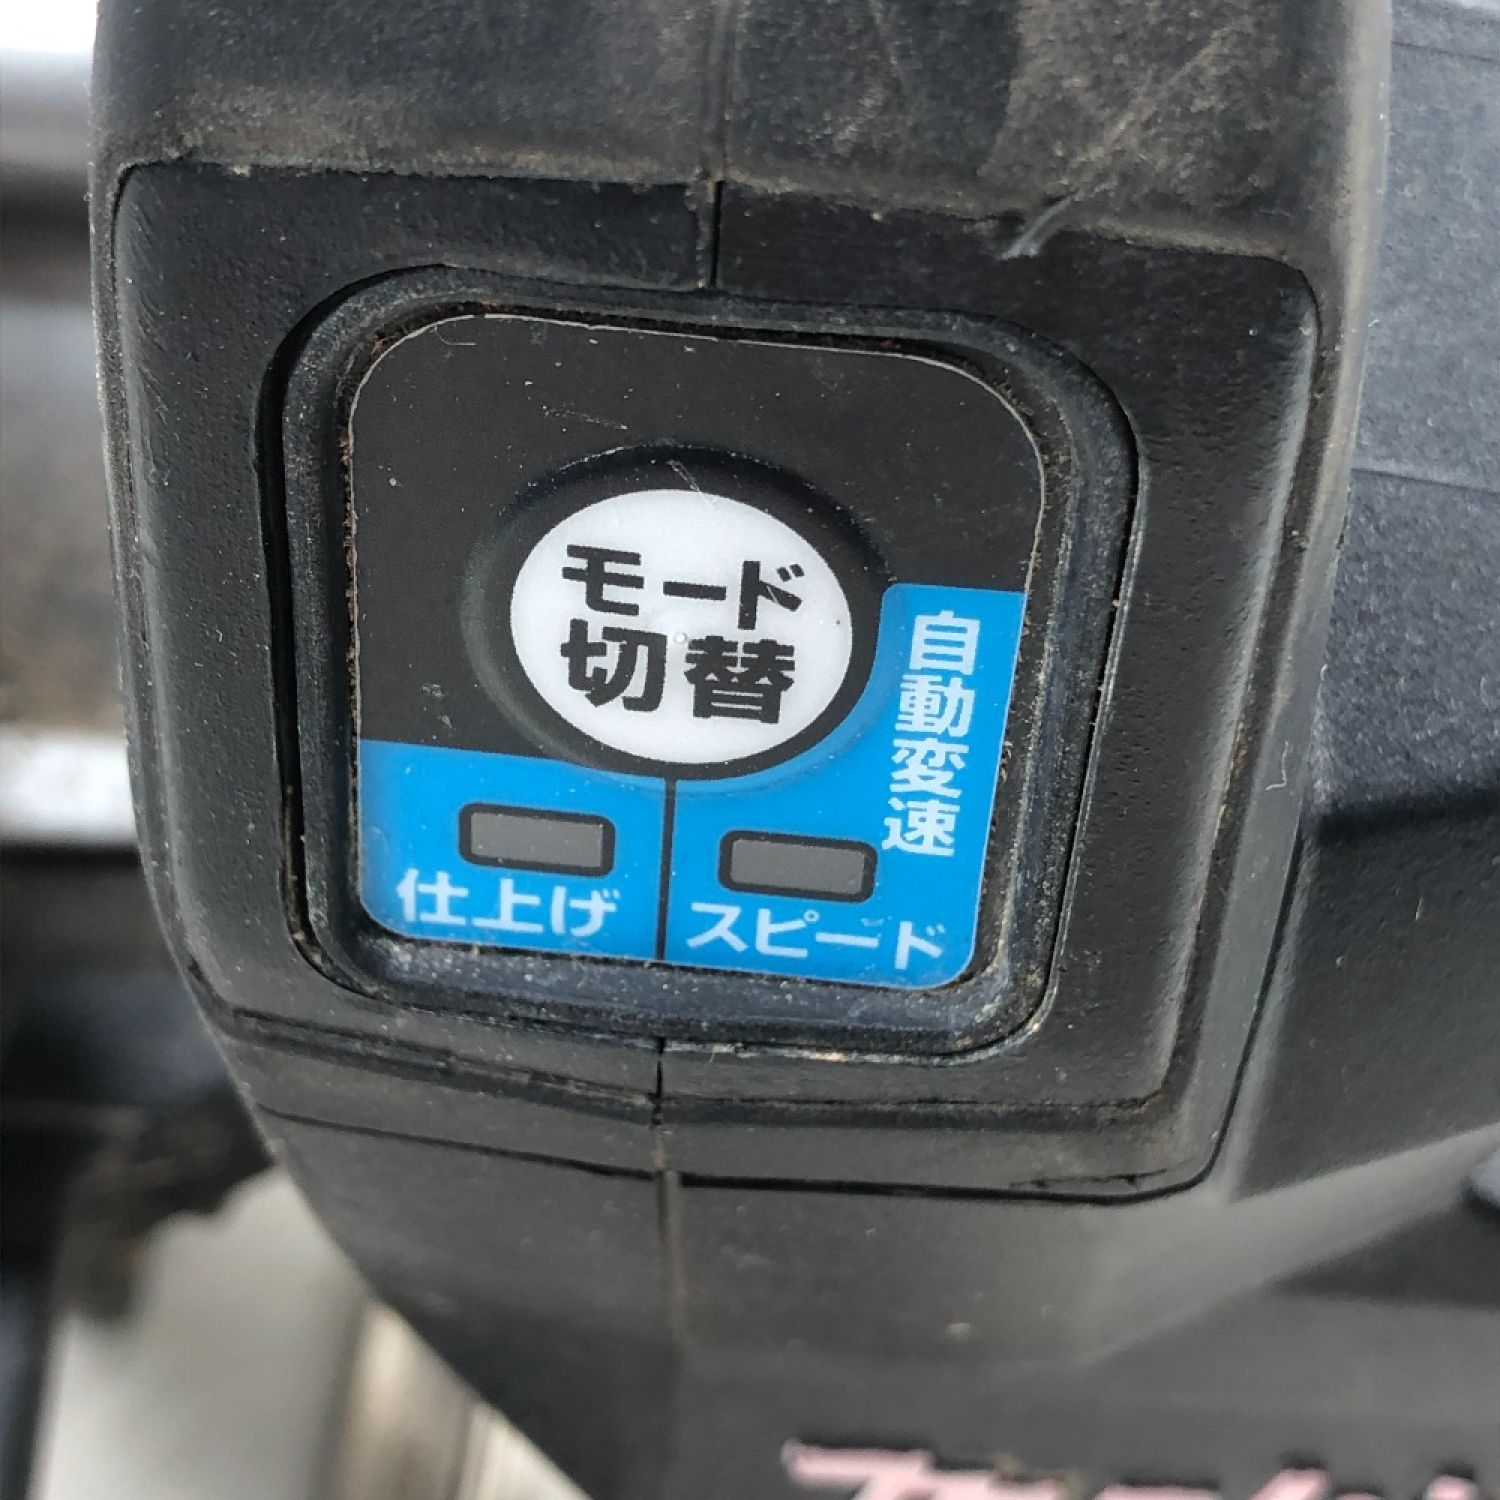 モード
切替
自動変速
仕上げ
スピード